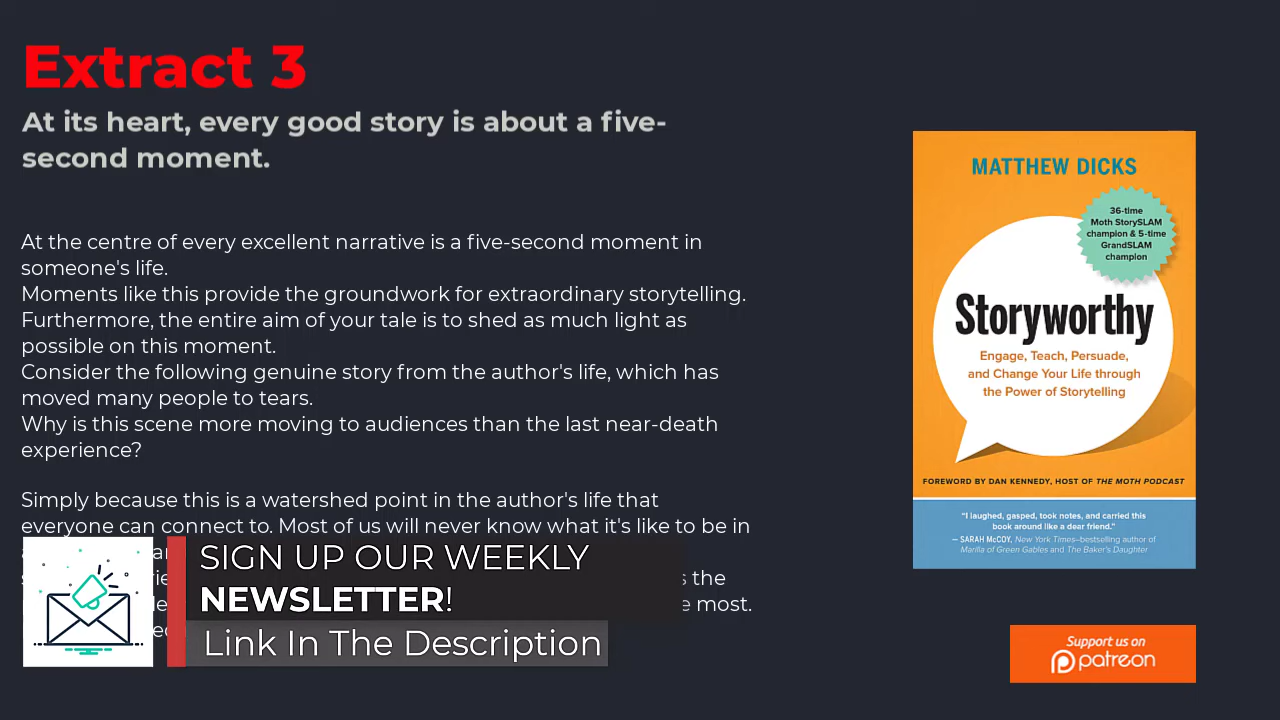 Extract 3
At its heart, every good story is about a five-
second moment.
At the centre of every excellent narrative is a five-second moment in
someone's life.
Moments like this provide the groundwork for extraordinary storytelling.
Furthermore, the entire aim of your tale is to shed as much light as
possible on this moment.
Consider the following genuine story from the author's life, which has
moved many people to tears.
Why is this scene more moving to audiences than the last near-death
experience?
Simply because this is a watershed point in the author's life that
everyone can connect to. Most of us will never know what it's like to be in
the
most.
SIGN UP OUR WEEKLY
NEWSLETTER!
Link In The Description
MATTHEW DICKS
36-time
Moth StorySLAM
champion & 5-time
GrandSLAM
champion
Storyworthy
Engage, Teach, Persuade,
and Change Your Life through
the Power of Storytelling
FOREWORD BY DAN KENNEDY, HOST OF THE MOTH PODCAST
“I laughed, gasped, took notes, and carried this
book around like a dear friend.”
— SARAH McCOY, New York Times–bestselling author of
Marilla of Green Gables and The Baker's Daughter
Support us on
patreon